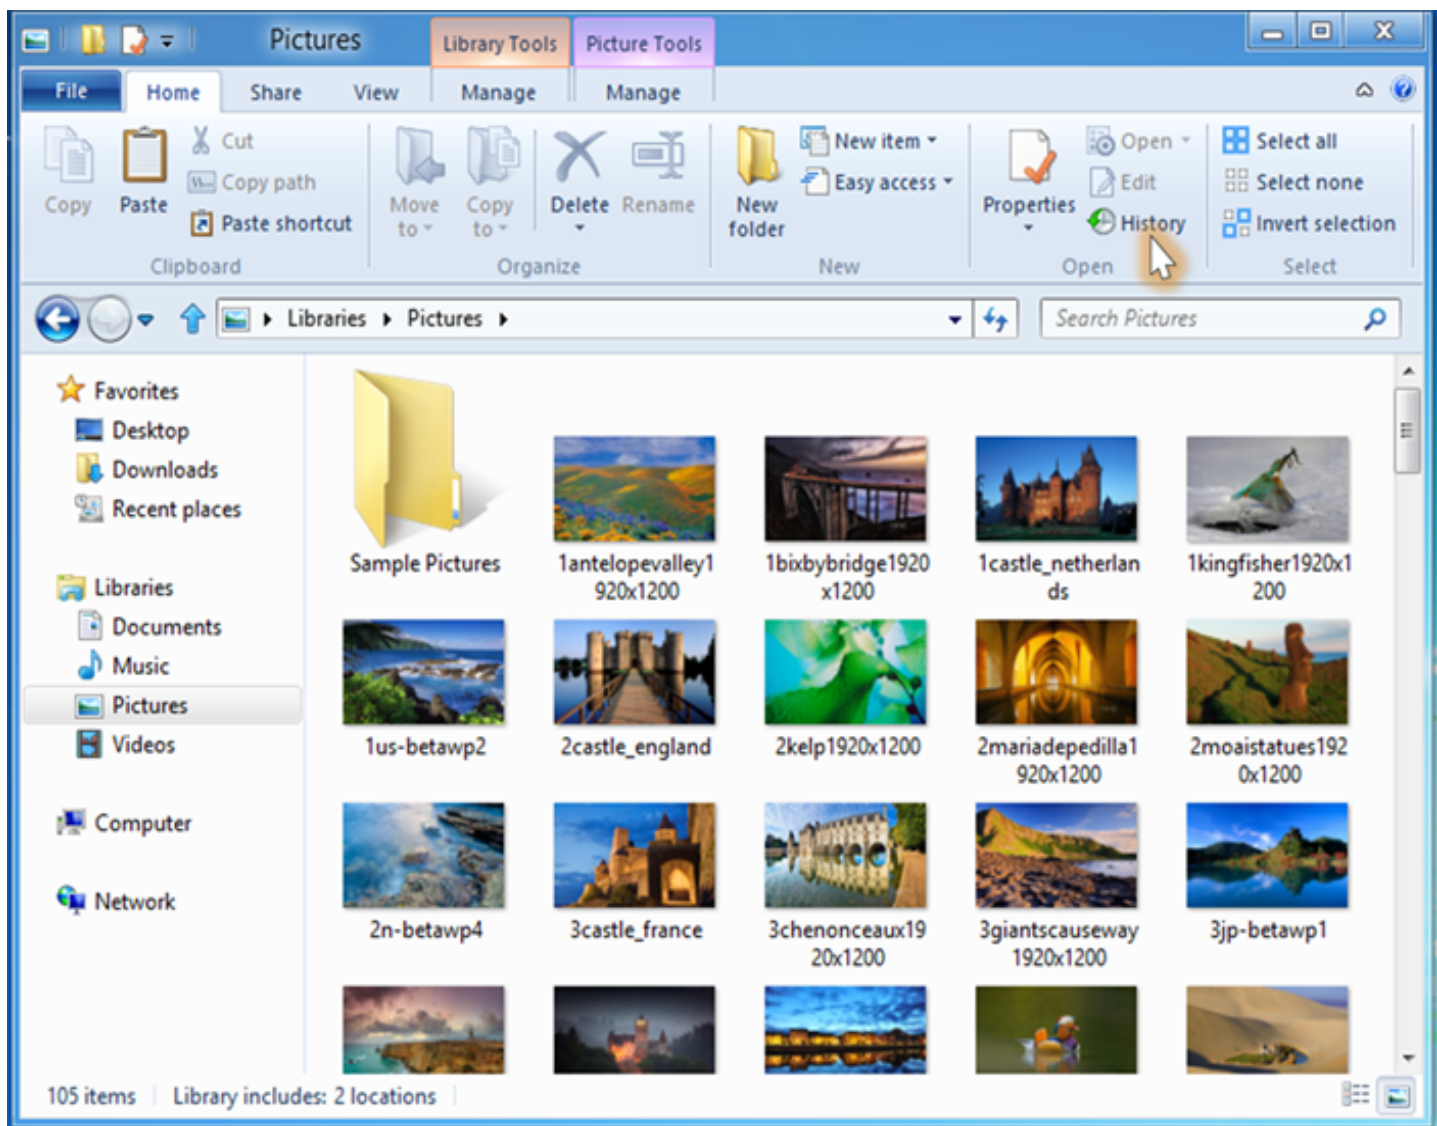 Pictures
Library Tools
Picture Tools
File
Home
Share
View
Manage
Manage
Copy
Paste
Cut
Copy path
Paste shortcut
Clipboard
Move to
Copy to
Delete
Rename
Organize
New folder
New item
Easy access
New
Properties
Open
Edit
History
Open
Select all
Select none
Invert selection
Select
Libraries
Pictures
Search Pictures
Favorites
Desktop
Downloads
Recent places
Libraries
Documents
Music
Pictures
Videos
Computer
Network
Sample Pictures
1antelopevalley1
920x1200
1bixbybridge1920
x1200
1castle_netherlan
ds
1kingfisher1920x1
200
1us-betawp2
2castle_england
2kelp1920x1200
2mariadepedilla1
920x1200
2moaistatues192
0x1200
2n-betawp4
3castle_france
3chenonceaux19
20x1200
3giantscauseway
1920x1200
3jp-betawp1
105 items
Library includes: 2 locations